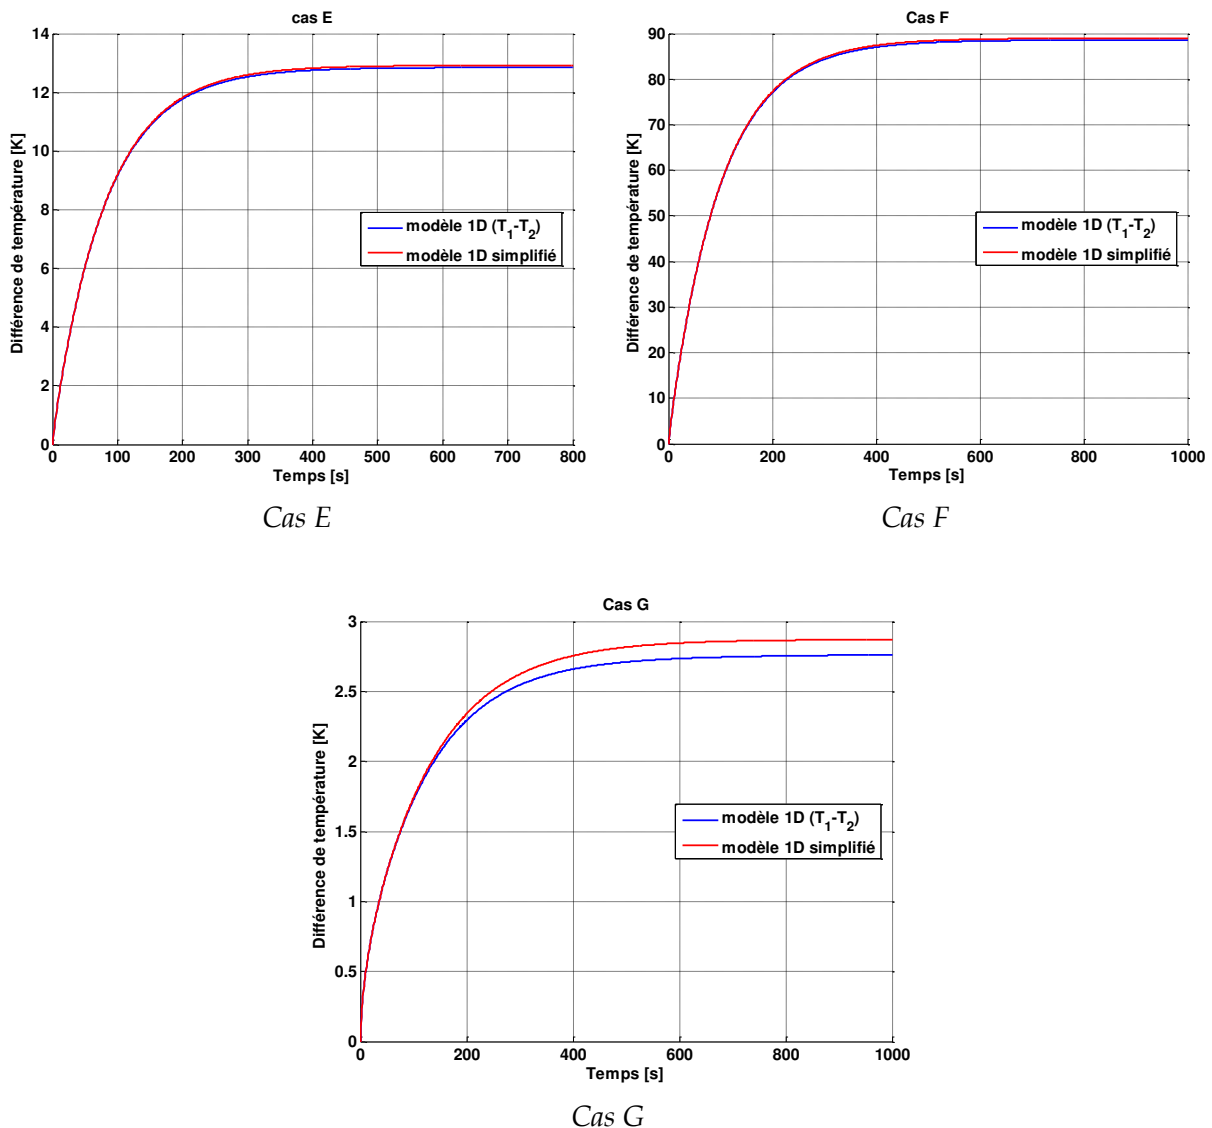 cas E
14
12
10
8
6
4
2
0
0 100 200 300 400 500 600 700 800
Différence de température [K]
Temps [s]
modèle 1D (T₁-T₂)
modèle 1D simplifié
Cas E
Cas F
90
80
70
60
50
40
30
20
10
0
0 200 400 600 800 1000
Différence de température [K]
Temps [s]
modèle 1D (T₁-T₂)
modèle 1D simplifié
Cas F
Cas G
3
2.5
2
1.5
1
0.5
0
0 200 400 600 800 1000
Différence de température [K]
Temps [s]
modèle 1D (T₁-T₂)
modèle 1D simplifié
Cas G